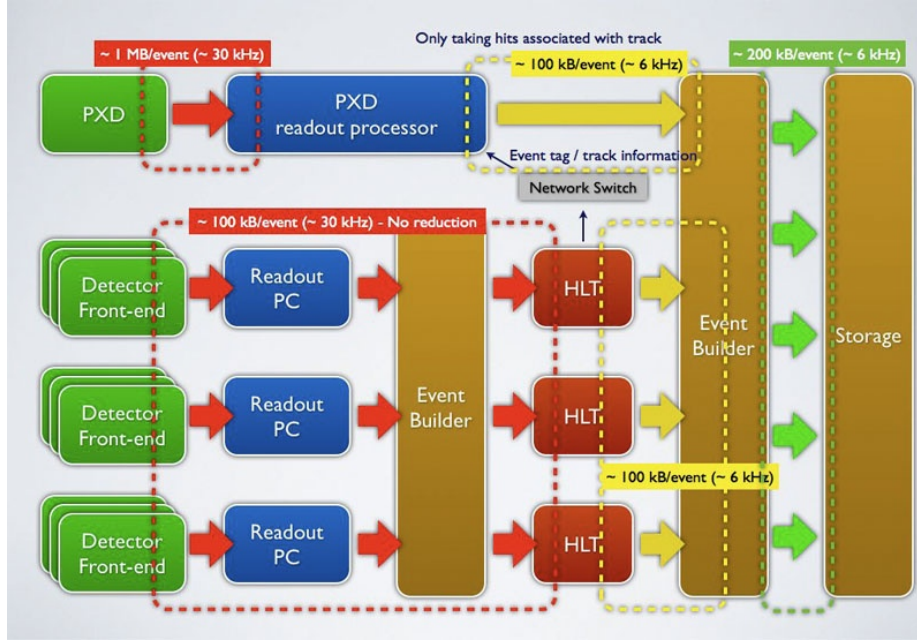 Only taking hits associated with track
~ 1 MB/event (~ 30 kHz)
~ 100 kB/event (~ 6 kHz)
~ 200 kB/event (~ 6 kHz)
PXD
PXD
readout processor
Event tag / track information
Network Switch
~ 100 kB/event (~ 30 kHz) - No reduction
Detector
Front-end
Readout
PC
HLT
Detector
Front-end
Readout
PC
Event
Builder
HLT
Event
Builder
Storage
~ 100 kB/event (~ 6 kHz)
Detector
Front-end
Readout
PC
HLT